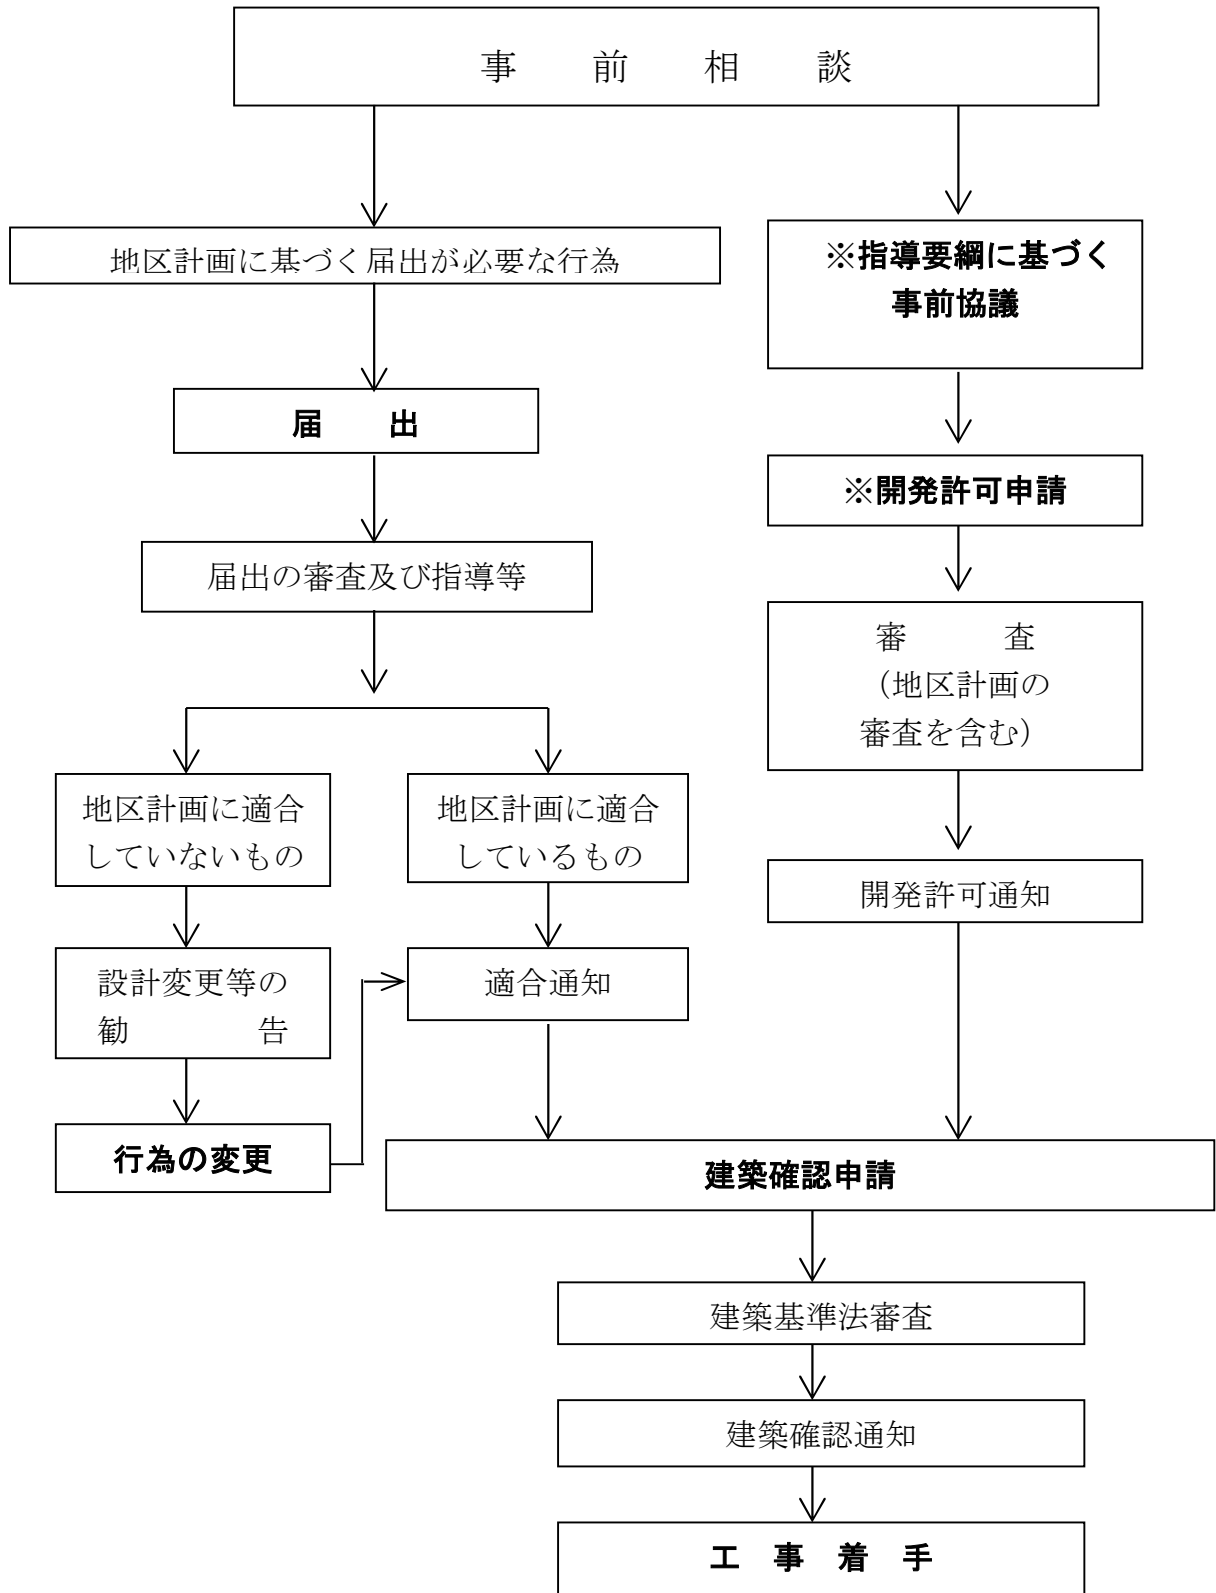 事　前　相　談
地区計画に基づく届出が必要な行為
届　出
届出の審査及び指導等
地区計画に適合
していないもの
設計変更等の
勧　告
行為の変更
地区計画に適合
しているもの
適合通知
※指導要綱に基づく
事前協議
※開発許可申請
審　査
（地区計画の
審査を含む）
開発許可通知
建築確認申請
建築基準法審査
建築確認通知
工　事　着　手